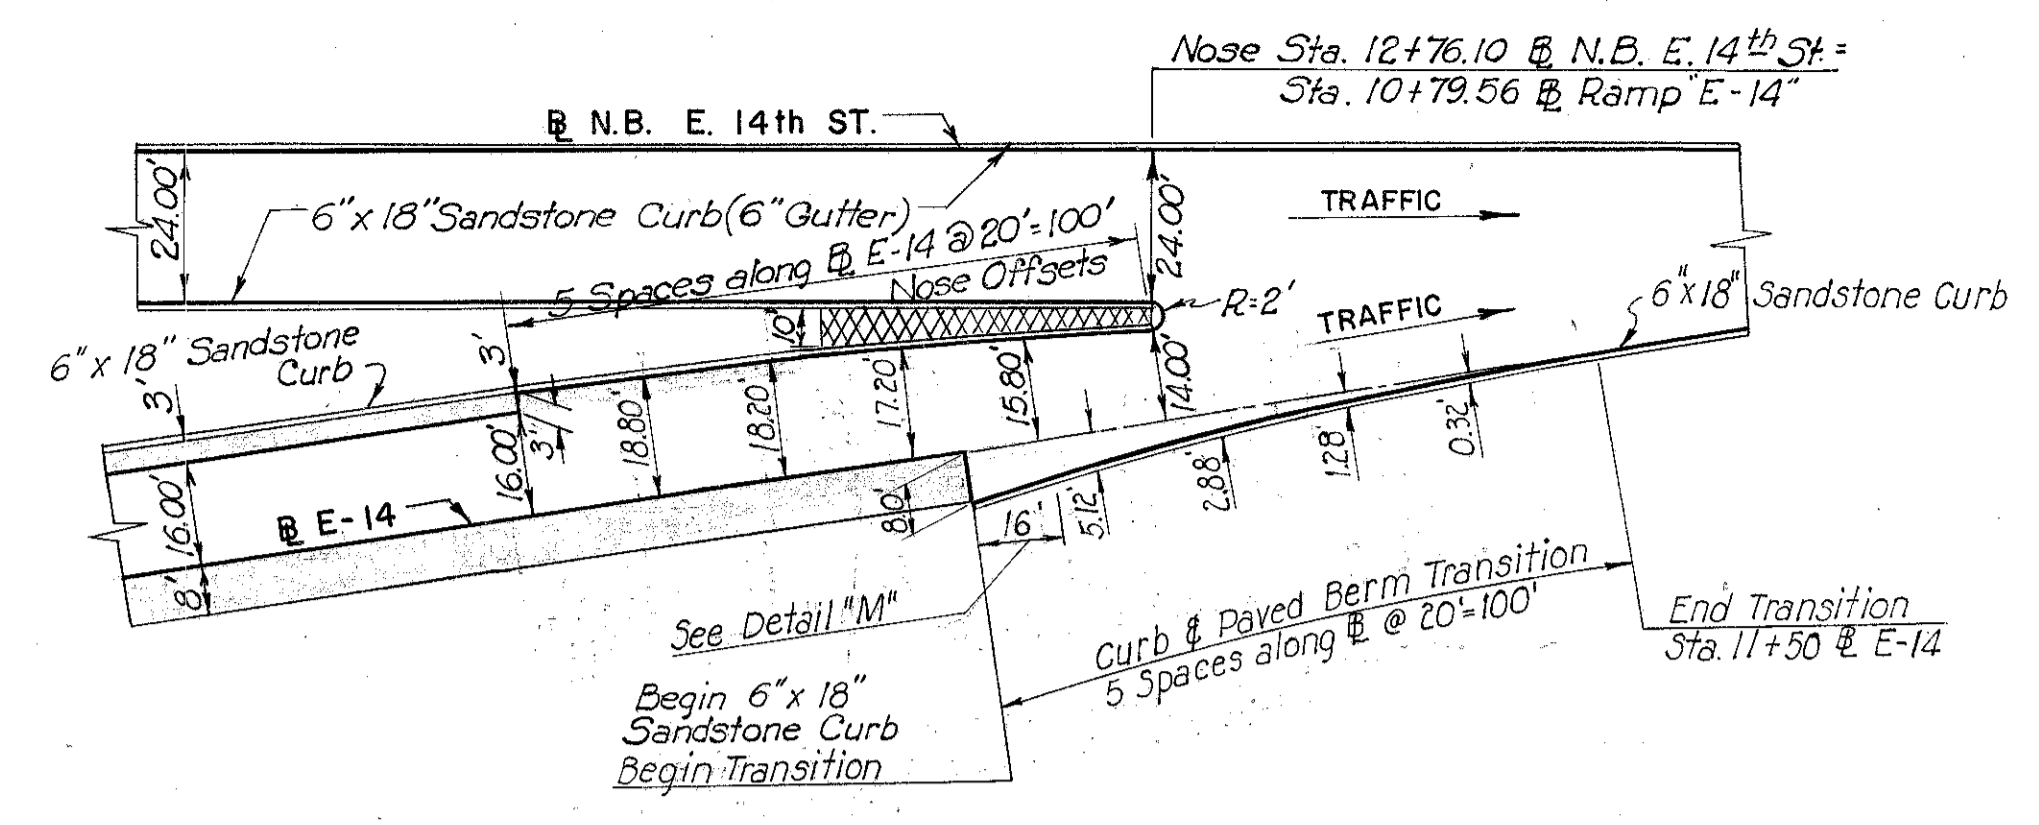 Nose Sta. 12+76.10 ℄ N.B. E. 14th St. =
Sta. 10+79.56 ℄ Ramp "E-14"
℄ N.B. E. 14th ST.
24.00'
6"x 18" Sandstone Curb (6" Gutter)
5 Spaces along ℄ E-14 @ 20'=100'
Nose Offsets
24.00'
TRAFFIC
R=2'
TRAFFIC
6"x18" Sandstone Curb
6"x 18" Sandstone
Curb
3'
3'
10'
3'
16.00'
18.80'
18.20'
17.20'
15.80'
14.00'
16.00'
℄ E-14
8'
8.0'
16'
5.12'
2.88'
1.28'
0.32'
See Detail "M"
Curb & Paved Berm Transition
5 Spaces along ℄ @ 20'=100'
End Transition
Sta. 11+50 ℄ E-14
Begin 6"x 18"
Sandstone Curb
Begin Transition